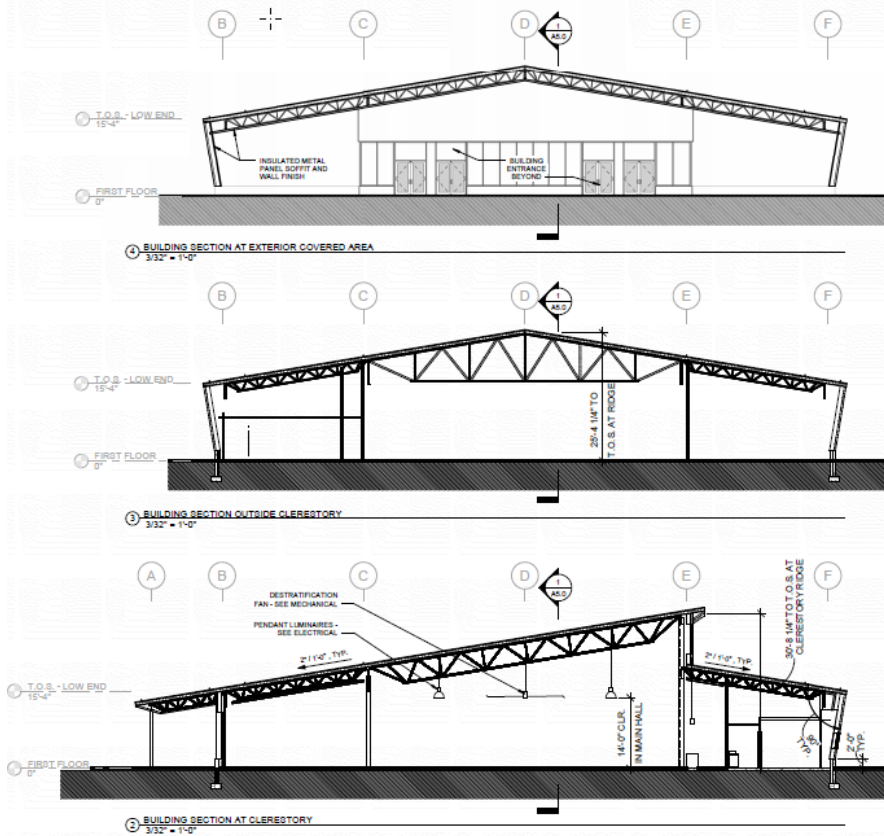 B C D E F
1
A5.0
T.O.S. - LOW END
15'-4"
INSULATED METAL
PANEL SOFFIT AND
WALL FINISH
BUILDING
ENTRANCE
BEYOND
FIRST FLOOR
0"
4 BUILDING SECTION AT EXTERIOR COVERED AREA
3/32" = 1'-0"
B C D E F
1
A5.0
T.O.S. - LOW END
15'-4"
25'-4 1/4" TO
T.O.S. AT RIDGE
FIRST FLOOR
0"
3 BUILDING SECTION OUTSIDE CLERESTORY
3/32" = 1'-0"
A B C D E F
1
A5.0
DESTRATIFICATION
FAN - SEE MECHANICAL
PENDANT LUMINAIRES -
SEE ELECTRICAL
2" / 1'-0", TYP.
2" / 1'-0", TYP.
30'-8 1/4" TO T.O.S. AT
CLERESTORY RIDGE
T.O.S. - LOW END
15'-4"
14'-0" CLR.
IN MAIN HALL
80°
TYP.
2'-0"
TYP.
FIRST FLOOR
0"
2 BUILDING SECTION AT CLERESTORY
3/32" = 1'-0"